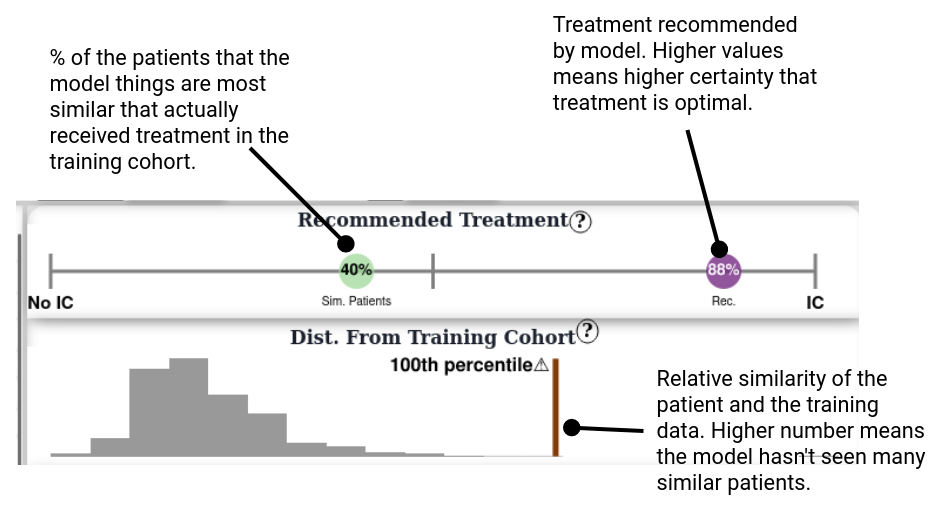 Treatment recommended
by model. Higher values
means higher certainty that
treatment is optimal.
% of the patients that the
model things are most
similar that actually
received treatment in the
training cohort.
Recommended Treatment?
40%
88%
No IC
Sim. Patients
Rec.
IC
Dist. From Training Cohort?
100th percentile⚠
Relative similarity of the
patient and the training
data. Higher number means
the model hasn't seen many
similar patients.